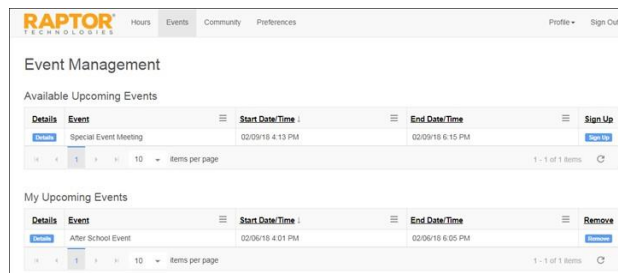 RAPTOR®
TECHNOLOGIES
Hours Events Community Preferences Profile Sign Out
Event Management
Available Upcoming Events
Details Event Start Date/Time ↓ End Date/Time Sign Up
Details Special Event Meeting 02/09/18 4:13 PM 02/09/18 6:15 PM Sign Up
1 10 items per page 1 - 1 of 1 items
My Upcoming Events
Details Event Start Date/Time ↓ End Date/Time Remove
Details After School Event 02/06/18 4:01 PM 02/06/18 6:05 PM Remove
1 10 items per page 1 - 1 of 1 items